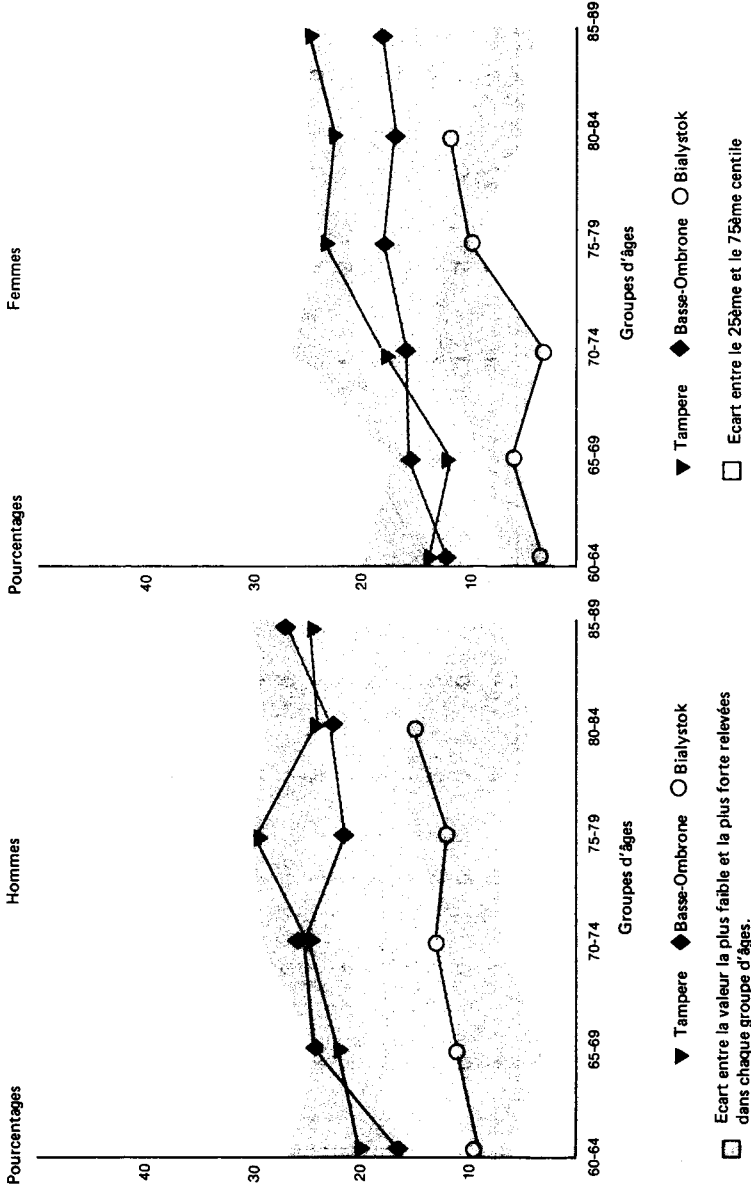 Hommes
Pourcentages
40
30
20
10
60-64
65-69
70-74
75-79
80-84
85-89
Groupes d'âges
Tampere Basse-Ombrone Bialystok
Ecart entre la valeur la plus faible et la plus forte relevées
dans chaque groupe d'âges.
Femmes
Pourcentages
40
30
20
10
60-64
65-69
70-74
75-79
80-84
85-89
Groupes d'âges
Tampere Basse-Ombrone Bialystok
Ecart entre le 25ème et le 75ème centile